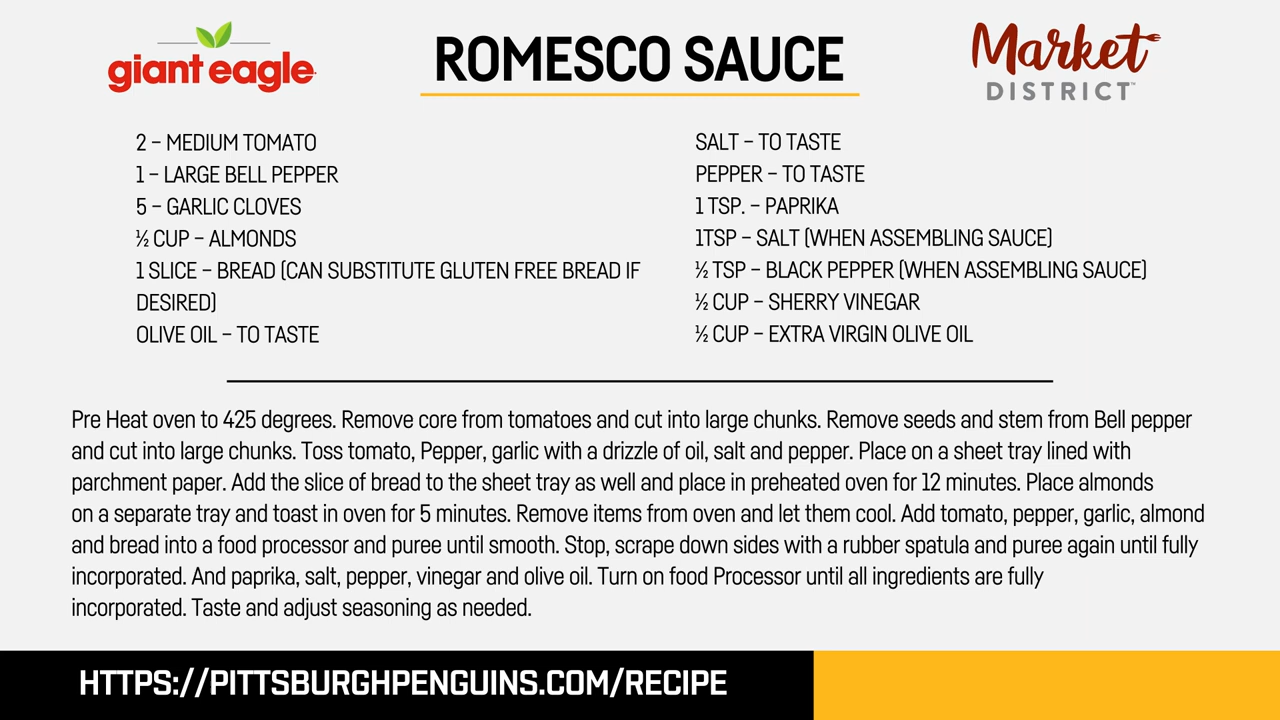 giant eagle
ROMESCO SAUCE
Market
DISTRICT™
2 – MEDIUM TOMATO
1 – LARGE BELL PEPPER
5 – GARLIC CLOVES
½ CUP – ALMONDS
1 SLICE – BREAD (CAN SUBSTITUTE GLUTEN FREE BREAD IF
DESIRED)
OLIVE OIL – TO TASTE
SALT – TO TASTE
PEPPER – TO TASTE
1 TSP. – PAPRIKA
1TSP – SALT (WHEN ASSEMBLING SAUCE)
½ TSP – BLACK PEPPER (WHEN ASSEMBLING SAUCE)
½ CUP – SHERRY VINEGAR
½ CUP – EXTRA VIRGIN OLIVE OIL
Pre Heat oven to 425 degrees. Remove core from tomatoes and cut into large chunks. Remove seeds and stem from Bell pepper
and cut into large chunks. Toss tomato, Pepper, garlic with a drizzle of oil, salt and pepper. Place on a sheet tray lined with
parchment paper. Add the slice of bread to the sheet tray as well and place in preheated oven for 12 minutes. Place almonds
on a separate tray and toast in oven for 5 minutes. Remove items from oven and let them cool. Add tomato, pepper, garlic, almond
and bread into a food processor and puree until smooth. Stop, scrape down sides with a rubber spatula and puree again until fully
incorporated. And paprika, salt, pepper, vinegar and olive oil. Turn on food Processor until all ingredients are fully
incorporated. Taste and adjust seasoning as needed.
HTTPS://PITTSBURGHPENGUINS.COM/RECIPE